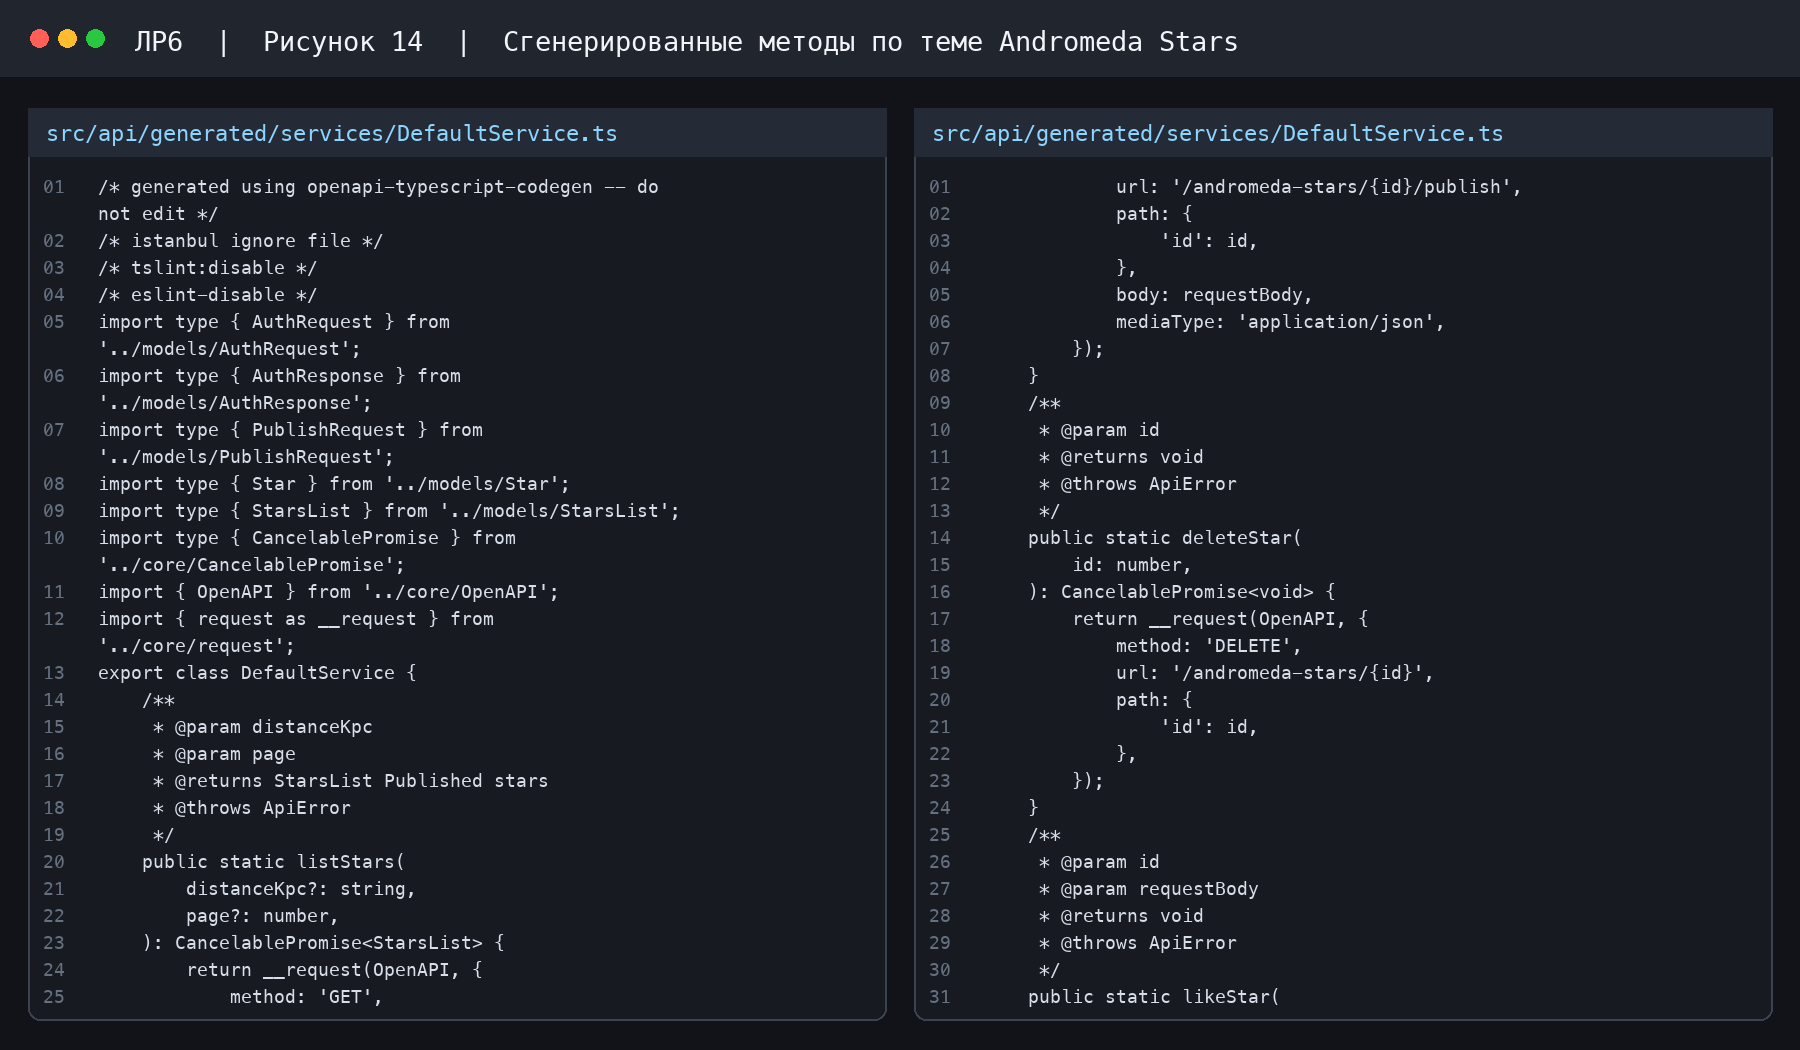 ЛР6  |  Рисунок 14  |  Сгенерированные методы по теме Andromeda Stars
src/api/generated/services/DefaultService.ts
01   /* generated using openapi-typescript-codegen -- do
     not edit */
02   /* istanbul ignore file */
03   /* tslint:disable */
04   /* eslint-disable */
05   import type { AuthRequest } from
     '../models/AuthRequest';
06   import type { AuthResponse } from
     '../models/AuthResponse';
07   import type { PublishRequest } from
     '../models/PublishRequest';
08   import type { Star } from '../models/Star';
09   import type { StarsList } from '../models/StarsList';
10   import type { CancelablePromise } from
     '../core/CancelablePromise';
11   import { OpenAPI } from '../core/OpenAPI';
12   import { request as __request } from
     '../core/request';
13   export class DefaultService {
14       /**
15        * @param distanceKpc
16        * @param page
17        * @returns StarsList Published stars
18        * @throws ApiError
19        */
20       public static listStars(
21           distanceKpc?: string,
22           page?: number,
23       ): CancelablePromise<StarsList> {
24           return __request(OpenAPI, {
25               method: 'GET',
src/api/generated/services/DefaultService.ts
01               url: '/andromeda-stars/{id}/publish',
02               path: {
03                   'id': id,
04               },
05               body: requestBody,
06               mediaType: 'application/json',
07           });
08       }
09       /**
10        * @param id
11        * @returns void
12        * @throws ApiError
13        */
14       public static deleteStar(
15           id: number,
16       ): CancelablePromise<void> {
17           return __request(OpenAPI, {
18               method: 'DELETE',
19               url: '/andromeda-stars/{id}',
20               path: {
21                   'id': id,
22               },
23           });
24       }
25       /**
26        * @param id
27        * @param requestBody
28        * @returns void
29        * @throws ApiError
30        */
31       public static likeStar(